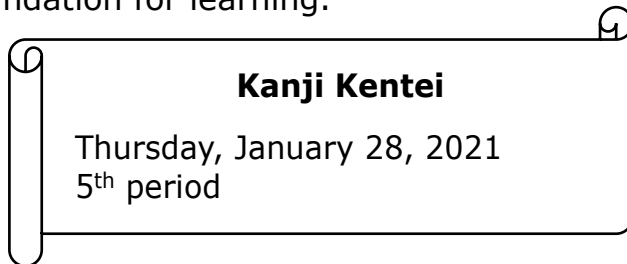 ndation for learning.
Kanji Kentei
Thursday, January 28, 2021
5th period